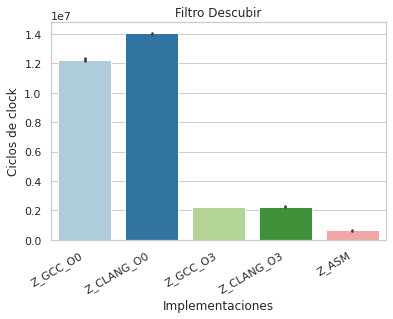 Filtro Descubir
1e7
1.4
1.2
1.0
0.8
0.6
0.4
0.2
0.0
Ciclos de clock
Z_GCC_O0
Z_CLANG_O0
Z_GCC_O3
Z_CLANG_O3
Z_ASM
Implementaciones